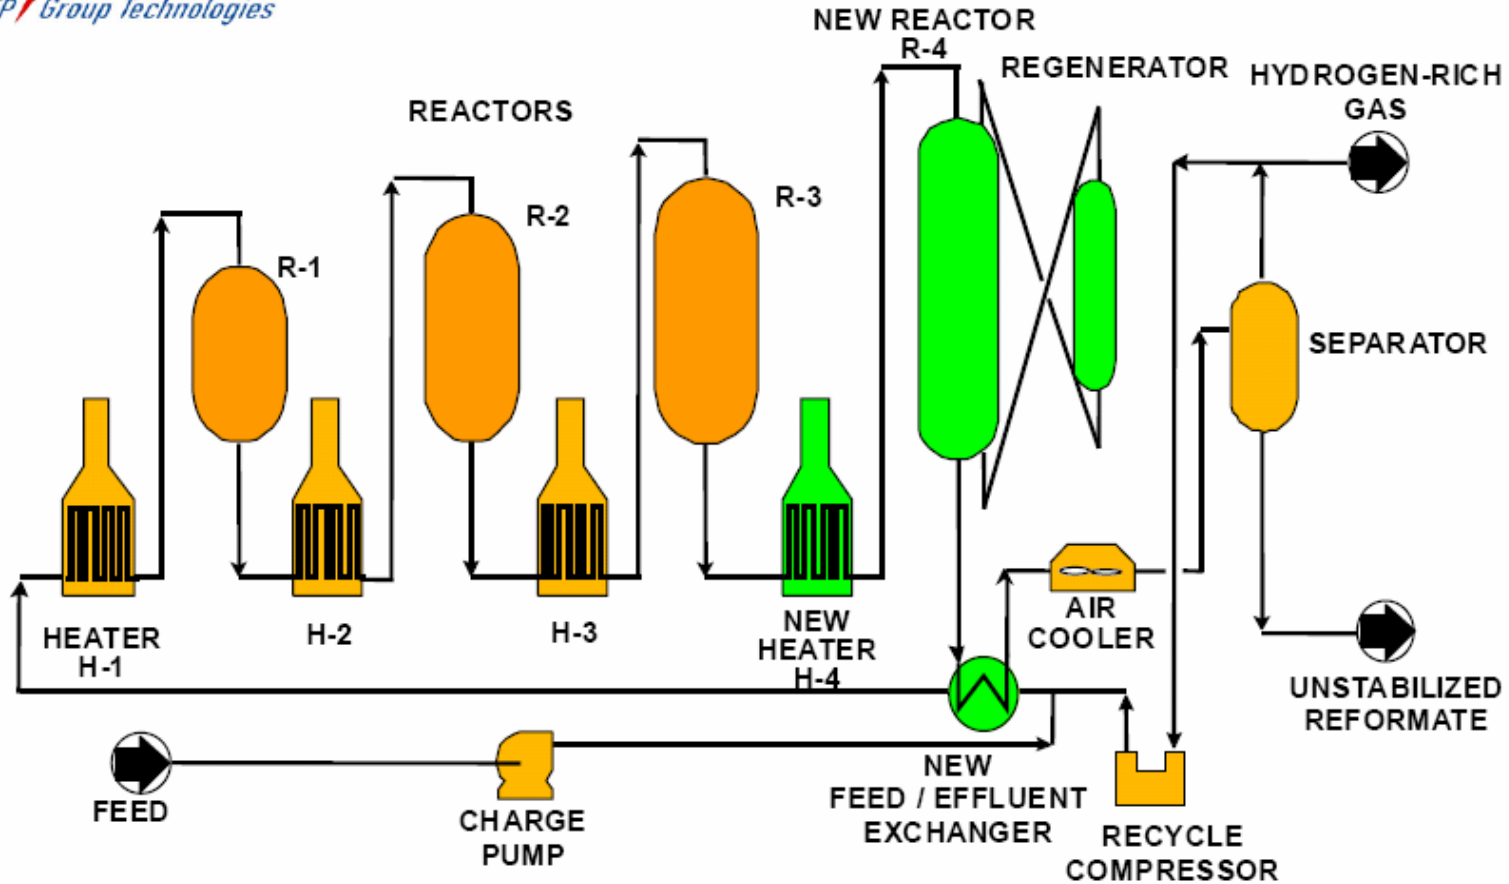 Group Technologies
NEW REACTOR
R-4
REGENERATOR
HYDROGEN-RICH
GAS
REACTORS
R-3
R-2
R-1
SEPARATOR
HEATER
H-1
H-2
H-3
NEW
HEATER
H-4
AIR
COOLER
UNSTABILIZED
REFORMATE
FEED
CHARGE
PUMP
NEW
FEED / EFFLUENT
EXCHANGER
RECYCLE
COMPRESSOR